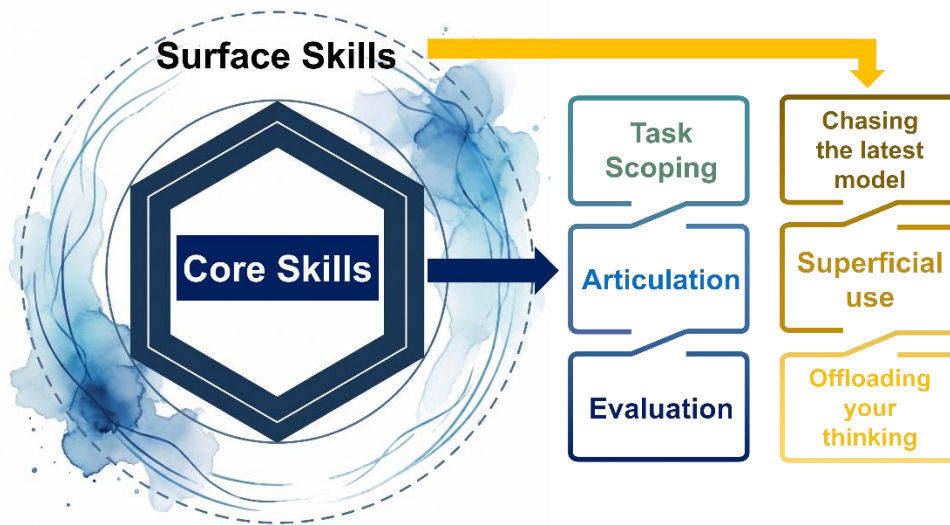 Surface Skills
Core Skills
Task
Scoping
Articulation
Evaluation
Chasing
the latest
model
Superficial
use
Offloading
your
thinking